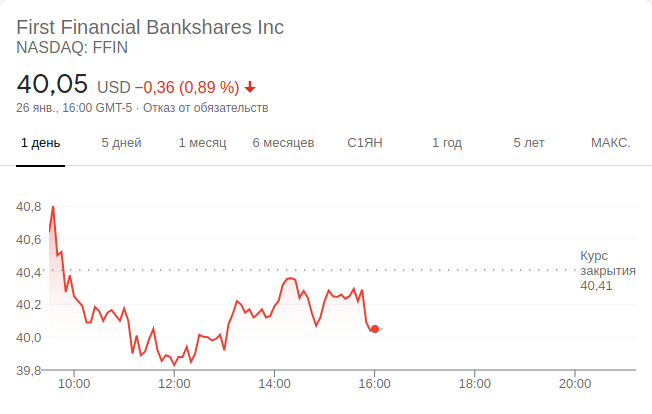 First Financial Bankshares Inc
NASDAQ: FFIN
40,05 USD −0,36 (0,89 %)
26 янв., 16:00 GMT-5 · Отказ от обязательств
1 день 5 дней 1 месяц 6 месяцев С1ЯН 1 год 5 лет МАКС.
40,8
40,6
40,4
40,2
40,0
39,8
Курс
закрытия
40,41
10:00 12:00 14:00 16:00 18:00 20:00